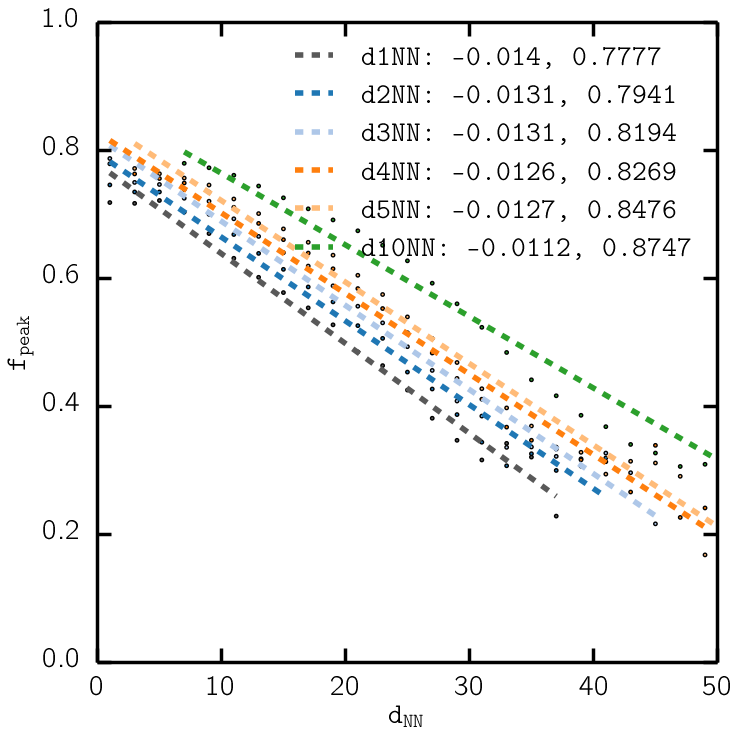 1.0
0.8
0.6
0.4
0.2
0.0
f_peak
d1NN: -0.014, 0.7777
d2NN: -0.0131, 0.7941
d3NN: -0.0131, 0.8194
d4NN: -0.0126, 0.8269
d5NN: -0.0127, 0.8476
d10NN: -0.0112, 0.8747
0 10 20 30 40 50
d_NN